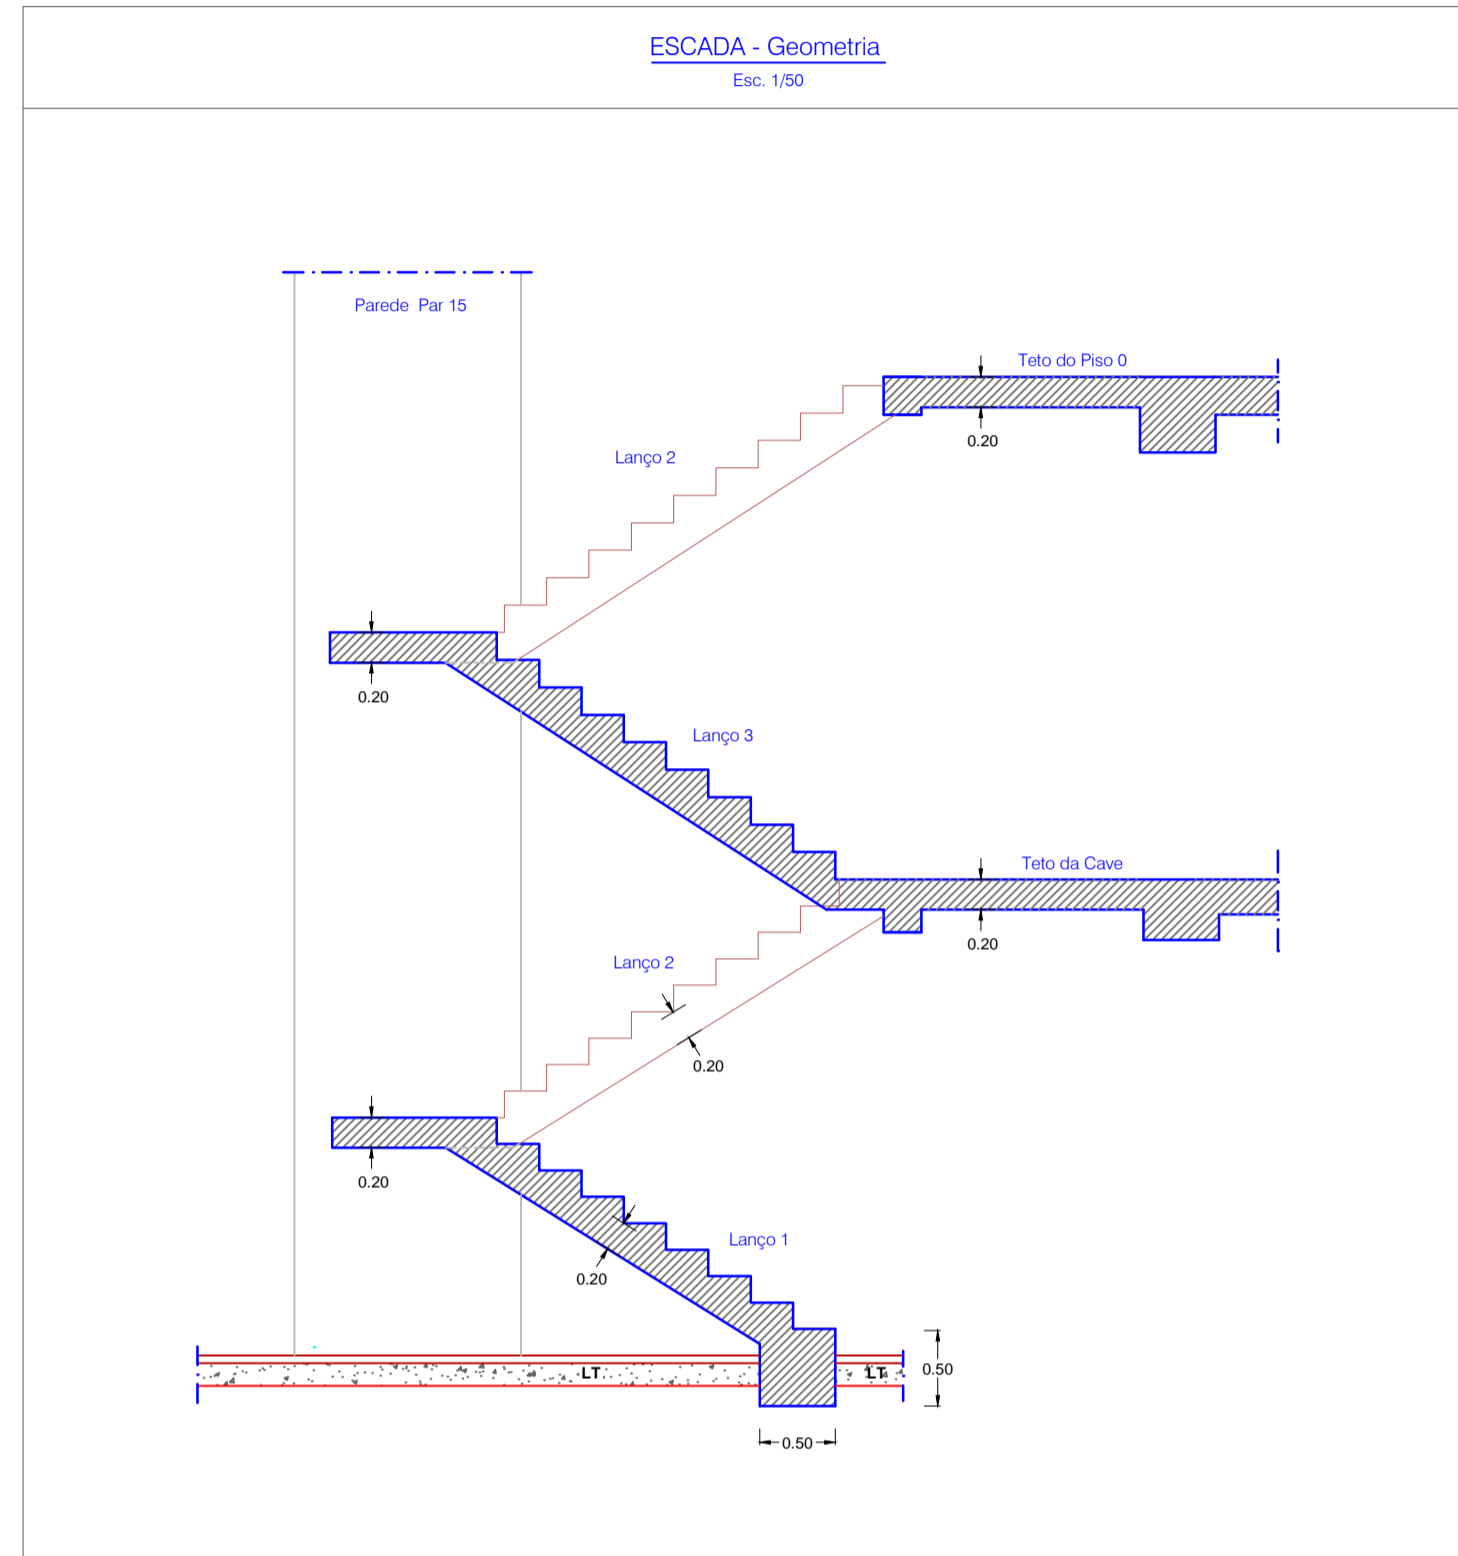 ESCADA - Geometria
Esc. 1/50
Parede Par 15
Teto do Piso 0
0.20
Lanço 2
0.20
Lanço 3
Teto da Cave
0.20
Lanço 2
0.20
0.20
Lanço 1
0.20
LT
LT
0.50
0.50